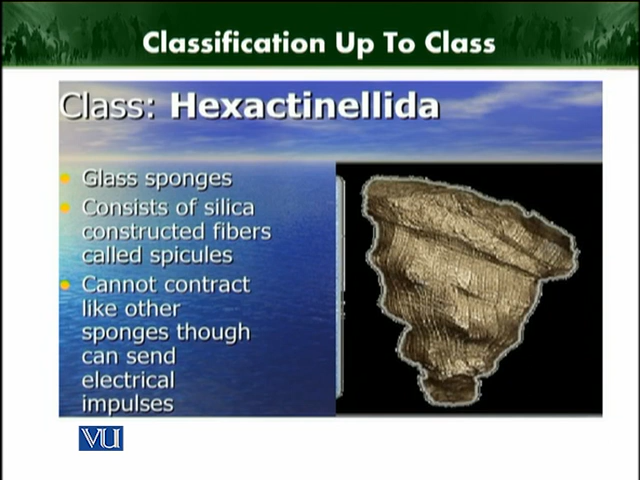 Classification Up To Class
Class: Hexactinellida
Glass sponges
Consists of silica
constructed fibers
called spicules
Cannot contract
like other
sponges though
can send
electrical
impulses
VU